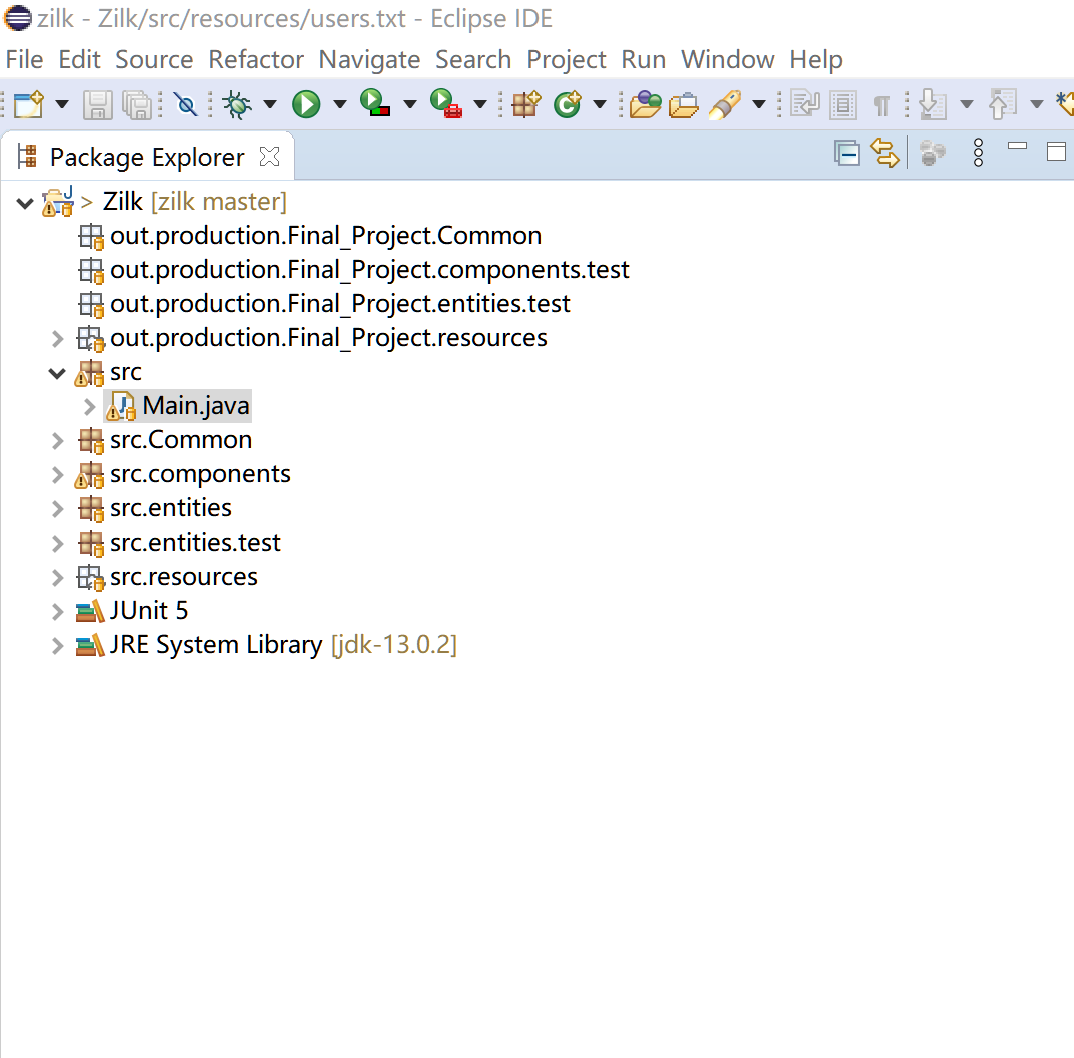 zilk - Zilk/src/resources/users.txt - Eclipse IDE
File Edit Source Refactor Navigate Search Project Run Window Help
Package Explorer
> Zilk [zilk master]
out.production.Final_Project.Common
out.production.Final_Project.components.test
out.production.Final_Project.entities.test
out.production.Final_Project.resources
src
Main.java
src.Common
src.components
src.entities
src.entities.test
src.resources
JUnit 5
JRE System Library [jdk-13.0.2]